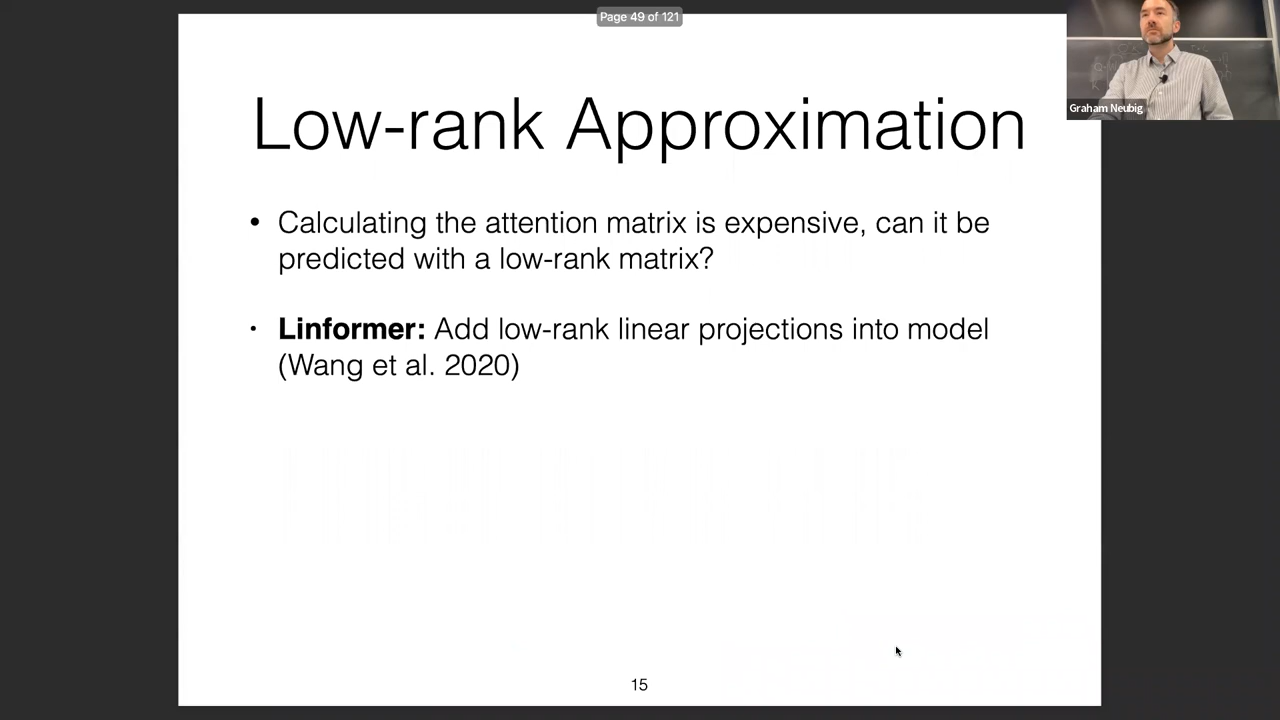 Page 49 of 121
Graham Neubig
Low-rank Approximation
• Calculating the attention matrix is expensive, can it be
predicted with a low-rank matrix?
• Linformer: Add low-rank linear projections into model
(Wang et al. 2020)
15